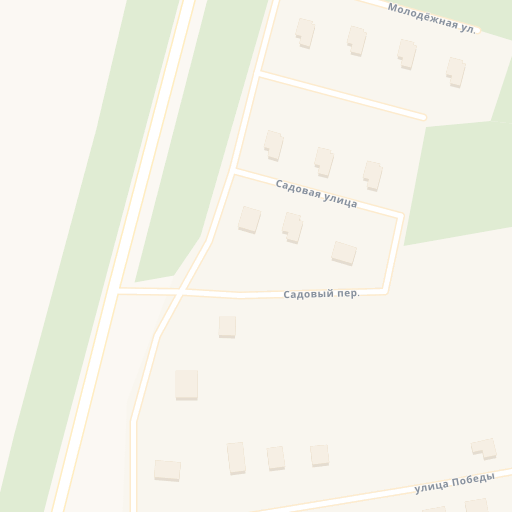 Молодёжная ул.
Садовая улица
Садовый пер.
улица Победы